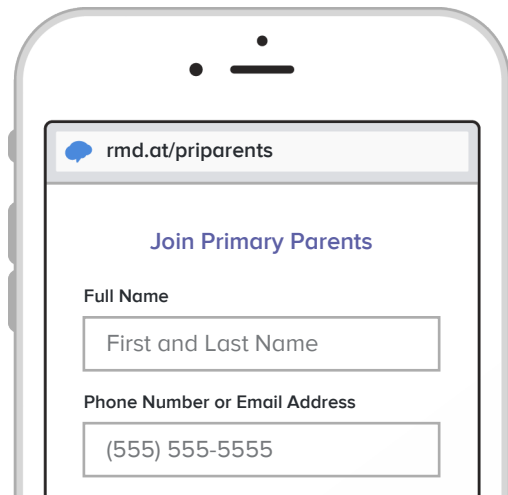 rmd.at/priparents
Join Primary Parents
Full Name
First and Last Name
Phone Number or Email Address
(555) 555-5555